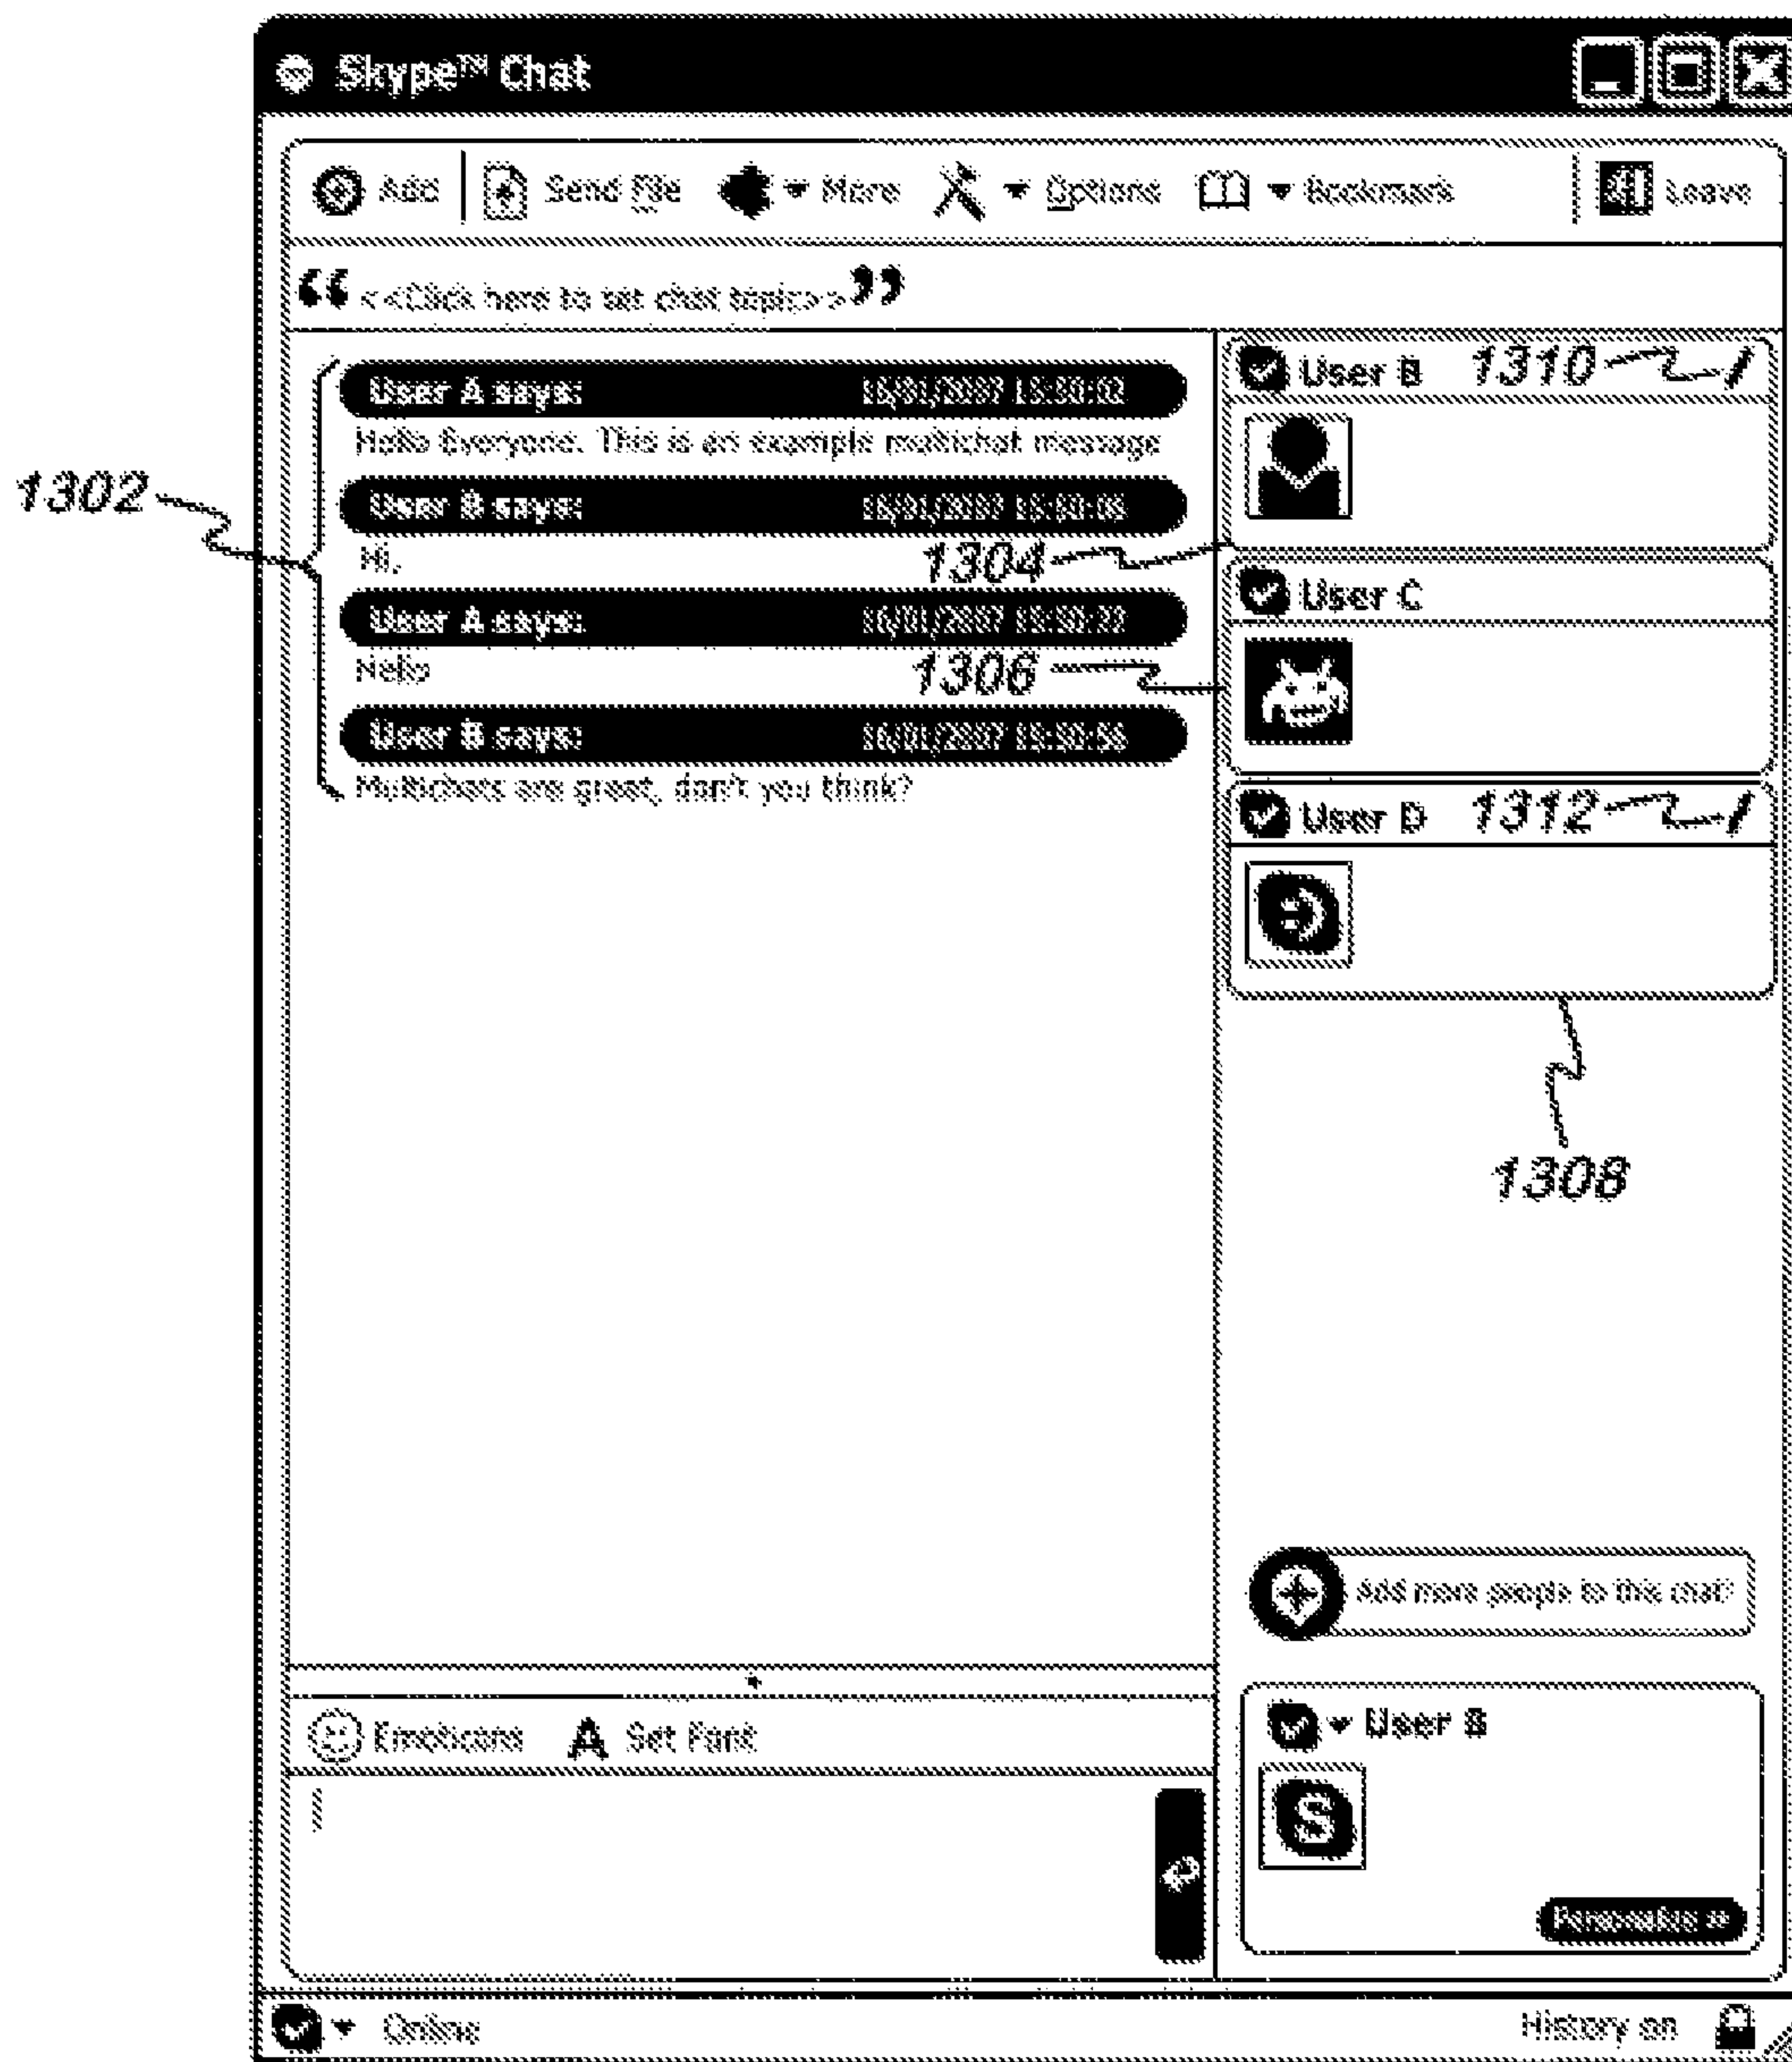 Skype™ Chat
Add Send File More Options Bookmark Leave
“ <<Click here to set chat topic>> ”
User A says:
Hello Everyone. This is an example multichat message
User B says:
Hi.
User A says:
Hello
User B says:
Multichats are great, don't you think?
1302
1304
1306
User B 1310
User C
User D 1312
1308
Add more people to this chat?
Emoticons A Set Font
User B
Personalise »
Online
History on